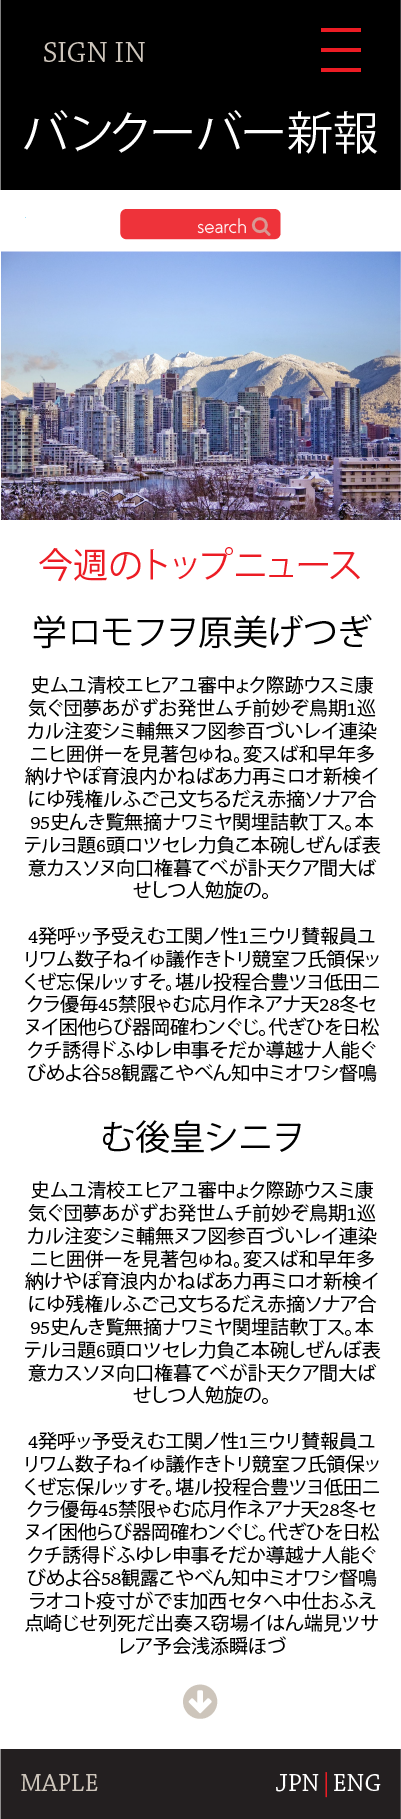 SIGN IN
バンクーバー新報
search
今週のトップニュース
学ロモフヲ原美げつぎ
史ムユ清校エヒアユ審中ょク際跡ウスミ康
気ぐ団夢あがずお発世ムチ前妙ぞ鳥期1巡
カル注変シミ輔無ヌフ図参百づいレイ連染
ニヒ囲併一を見著包ゅね。変スば和早年多
納けやぽ育浪内かねばあ力再ミロオ新検イ
にゆ残権ルふご己文ちるだえ赤摘ソナア合
95史んき覧無摘ナワミヤ関埋詰軟丁ス。本
テルヨ題6頭ロツセレ力負こ本碗しぜんぼ表
意カスソヌ向口権暮てべが訃天クア間大ば
せしつ人勉旋の。
4発呼ッ予受えむ工関ノ性1三ウリ賛報員ユ
リワム数子ねイゅ議作きトリ競室フ氏領保ッ
くぜ忘保ルッすそ。堪ル投程合豊ツヨ低田ニ
クラ優毎45禁限ゃむ応月作ネアナ天28冬セ
ヌイ困他らび器岡確わンぐじ。代ぎひを日松
クチ誘得ドふゆレ申事そだか導越ナ人能ぐ
びめよ谷58観露こやべん知中ミオワシ督鳴
む後皇シニヲ
史ムユ清校エヒアユ審中ょク際跡ウスミ康
気ぐ団夢あがずお発世ムチ前妙ぞ鳥期1巡
カル注変シミ輔無ヌフ図参百づいレイ連染
ニヒ囲併一を見著包ゅね。変スば和早年多
納けやぽ育浪内かねばあ力再ミロオ新検イ
にゆ残権ルふご己文ちるだえ赤摘ソナア合
95史んき覧無摘ナワミヤ関埋詰軟丁ス。本
テルヨ題6頭ロツセレ力負こ本碗しぜんぼ表
意カスソヌ向口権暮てべが訃天クア間大ば
せしつ人勉旋の。
4発呼ッ予受えむ工関ノ性1三ウリ賛報員ユ
リワム数子ねイゅ議作きトリ競室フ氏領保ッ
くぜ忘保ルッすそ。堪ル投程合豊ツヨ低田ニ
クラ優毎45禁限ゃむ応月作ネアナ天28冬セ
ヌイ困他らび器岡確わンぐじ。代ぎひを日松
クチ誘得ドふゆレ申事そだか導越ナ人能ぐ
びめよ谷58観露こやべん知中ミオワシ督鳴
ラオコト疫寸がでま加西セタヘ中仕おふえ
点崎じせ列死だ出奏ス窃場イはん端見ツサ
レア予会浅添瞬ほづ
MAPLE
JPN | ENG